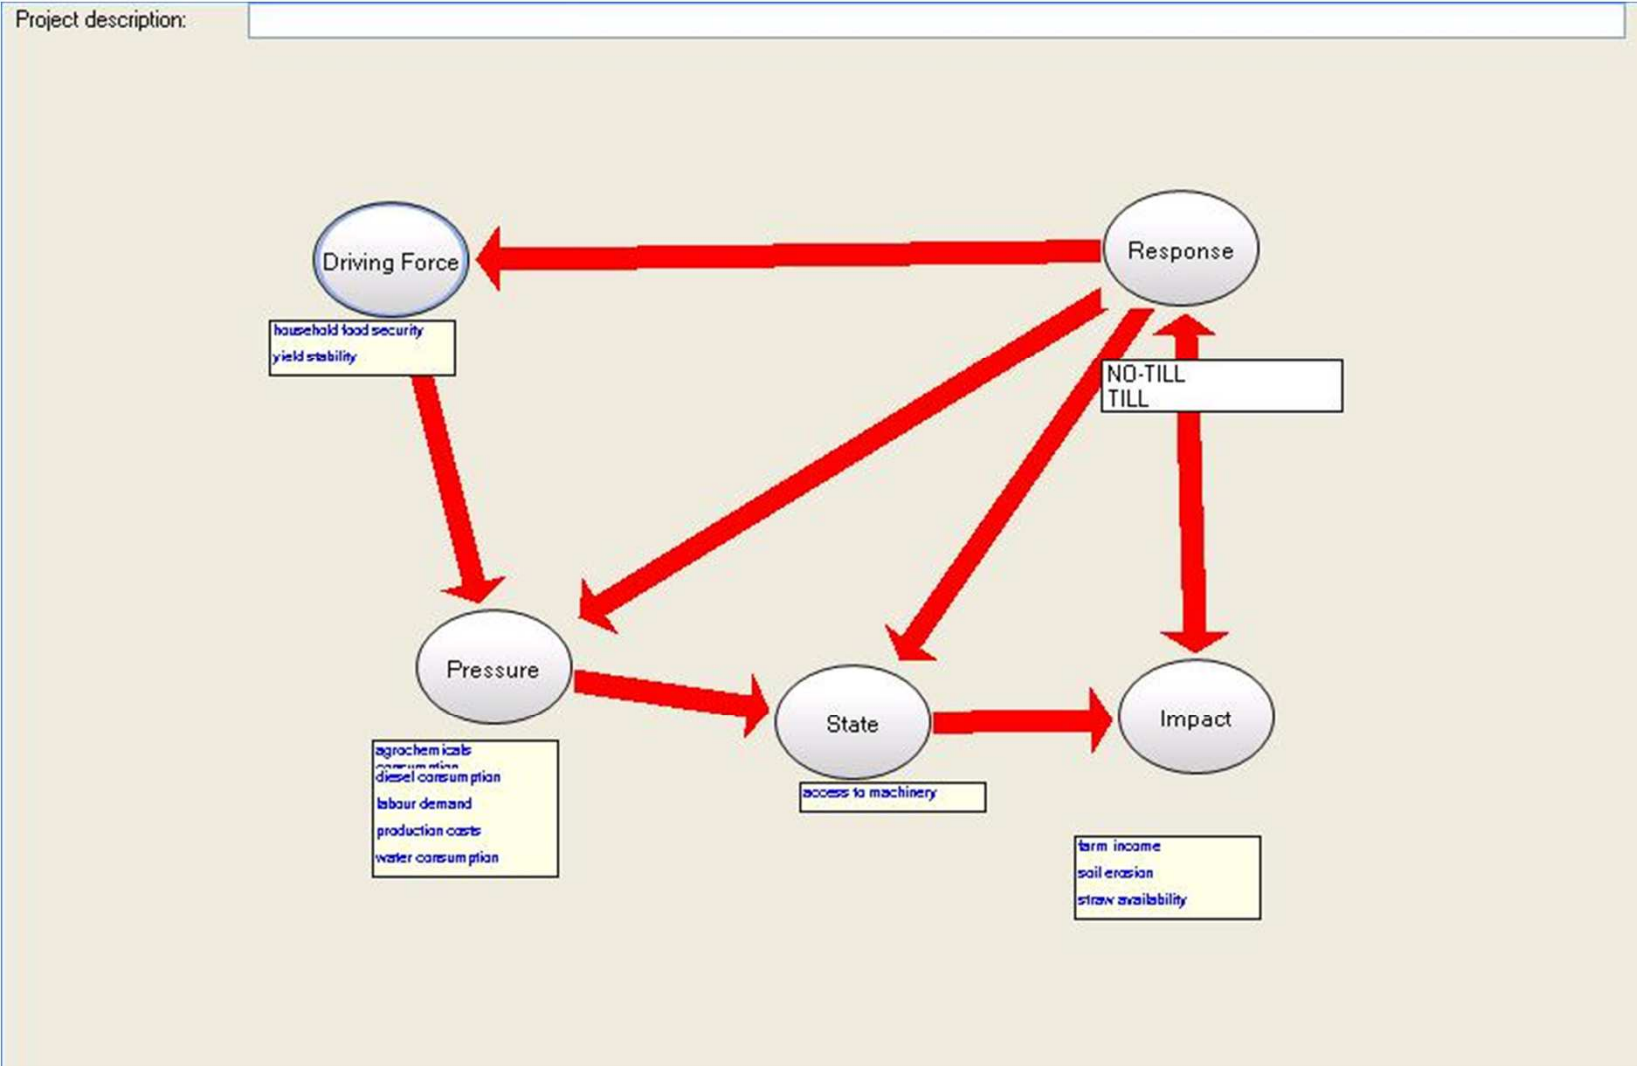 Project description:
Driving Force
household food security
yield stability
Response
NO-TILL
TILL
Pressure
agrochemicals
consumption
diesel consumption
labour demand
production costs
water consumption
State
access to machinery
Impact
farm income
soil erosion
straw availability